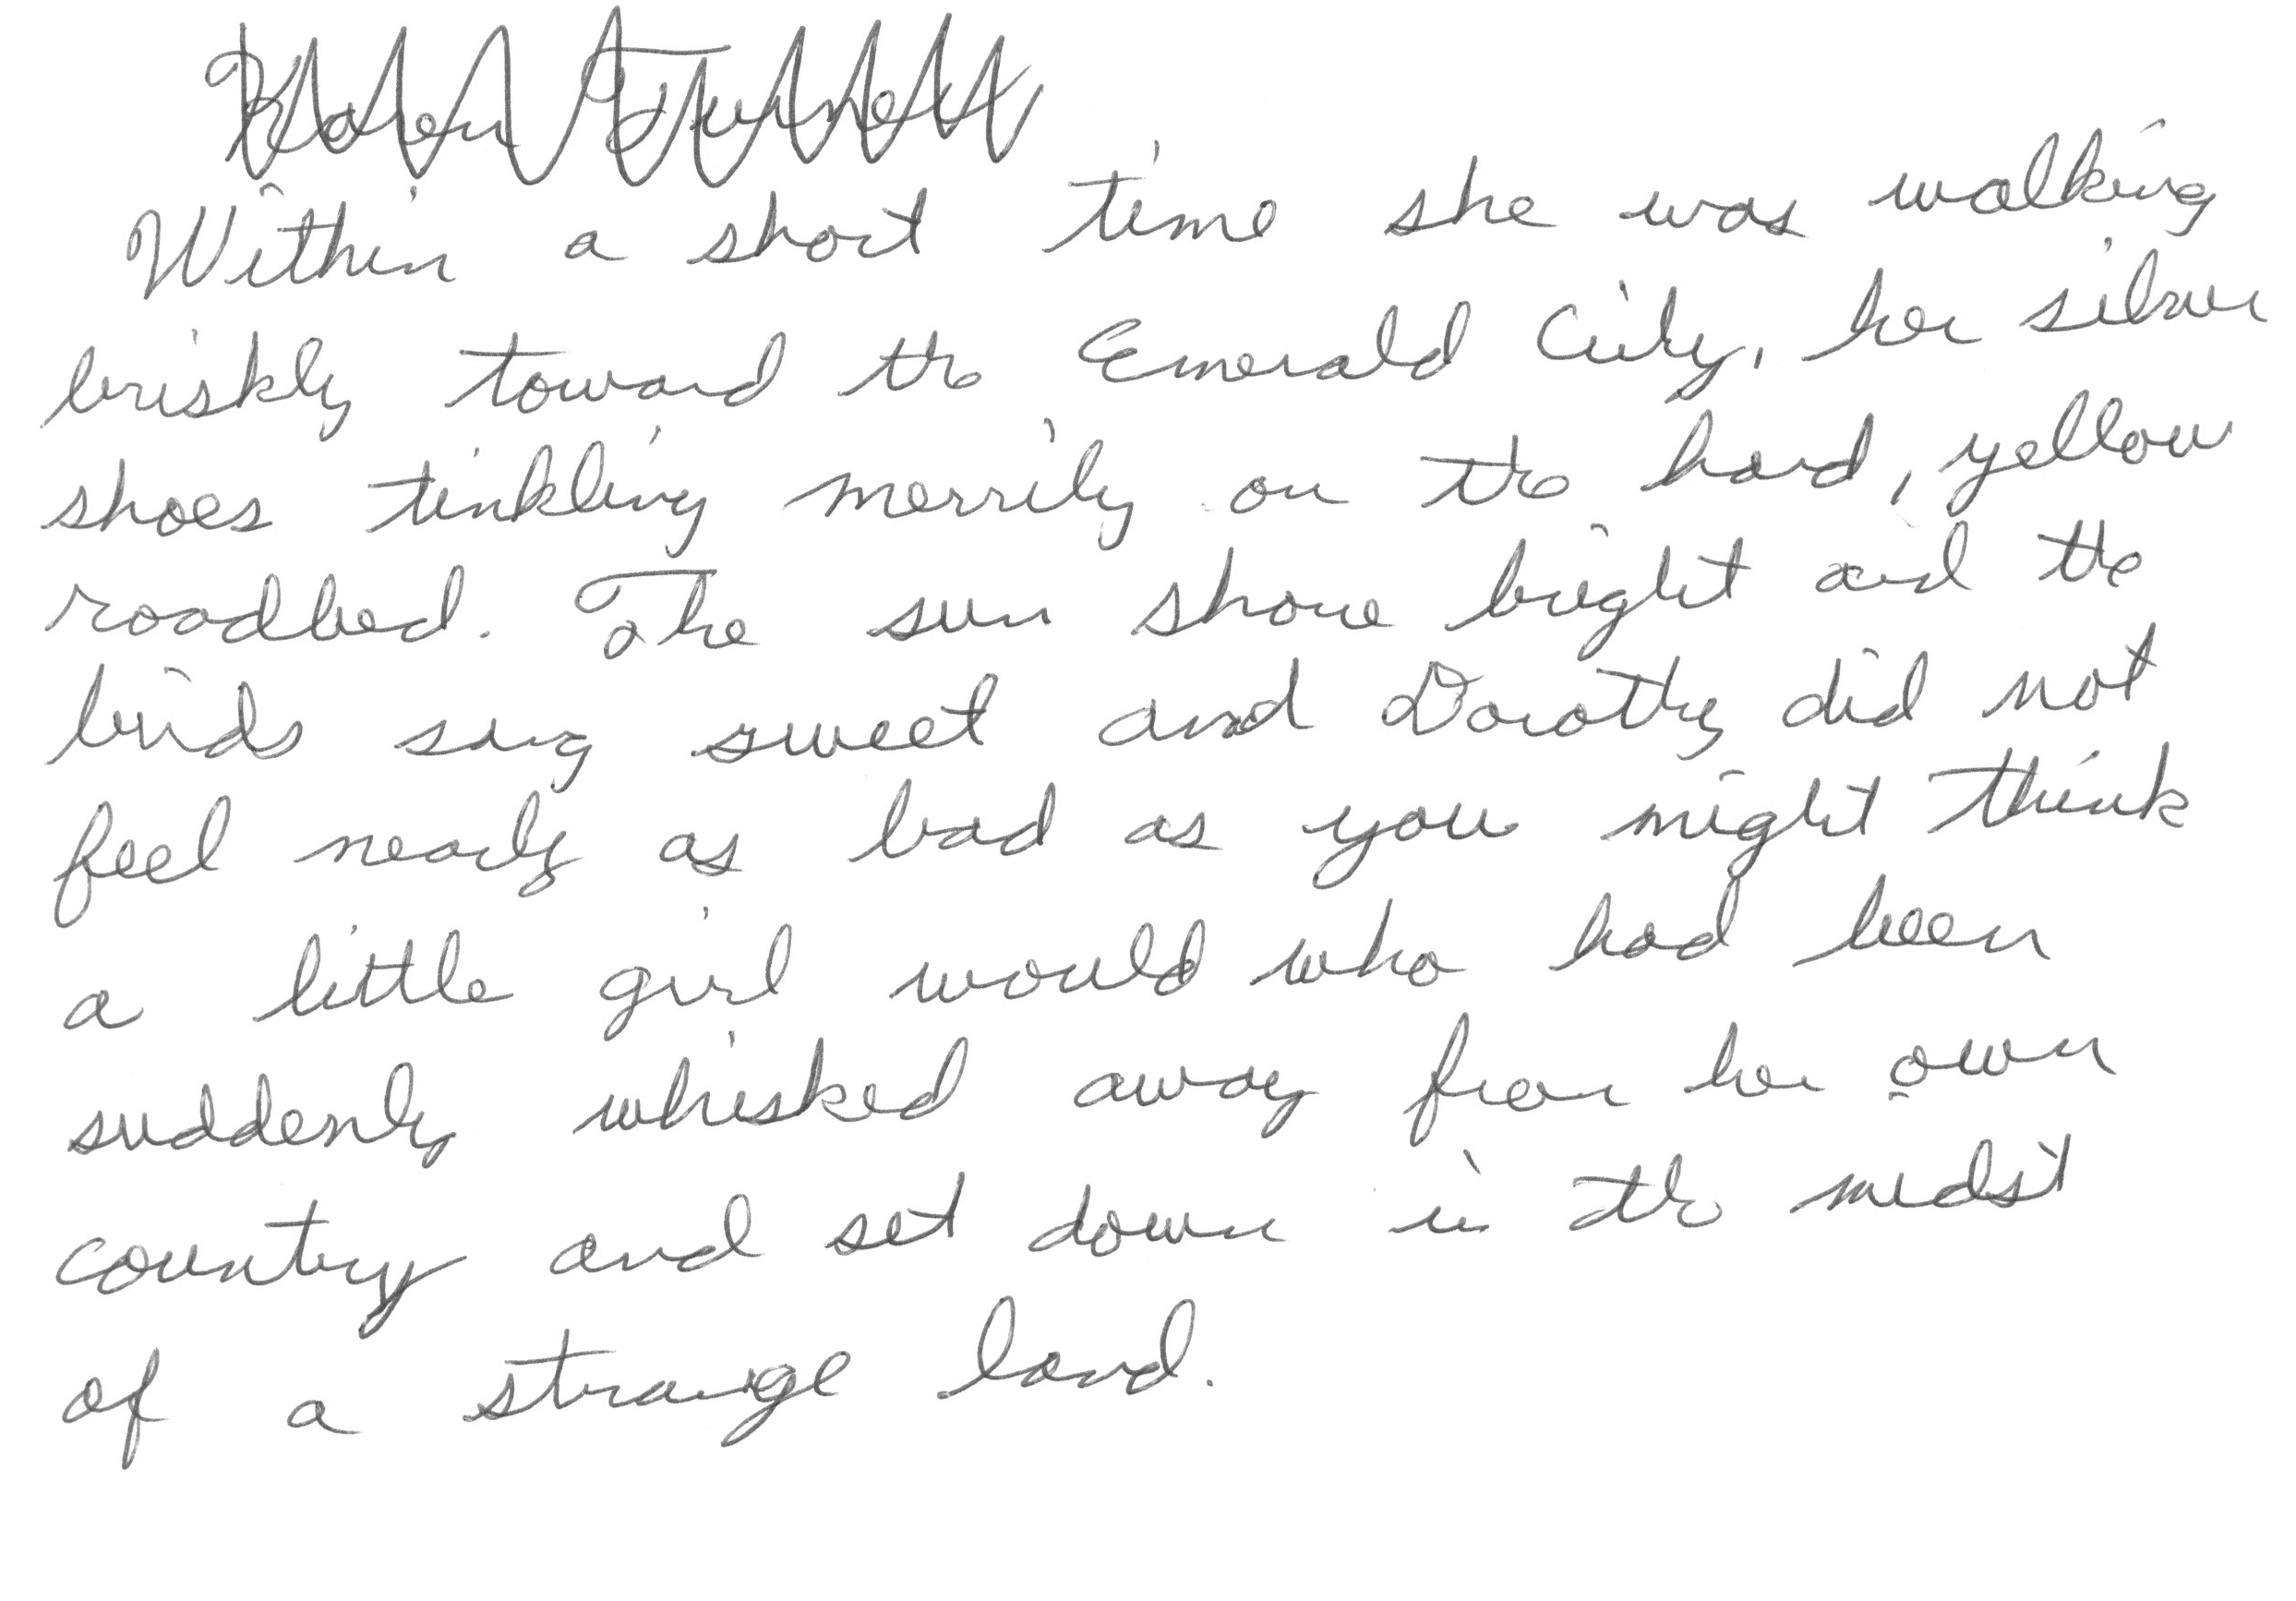 Within a short time she was walking
briskly toward the Emerald City, her silver
shoes tinkling merrily on the hard, yellow
roadbed. The sun shone bright and the
birds sang sweet and Dorothy did not
feel nearly as bad as you might think
a little girl would who had been
suddenly whisked away from her own
country and set down in the midst
of a strange land.